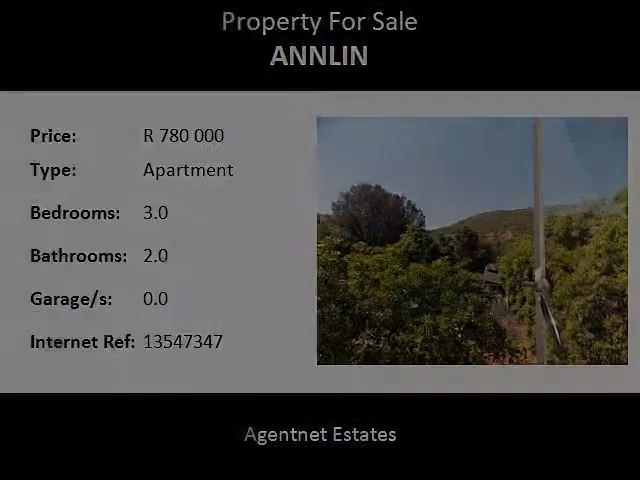 Property For Sale
ANNLIN
Price: R 780 000
Type: Apartment
Bedrooms: 3.0
Bathrooms: 2.0
Garage/s: 0.0
Internet Ref: 13547347
Agentnet Estates